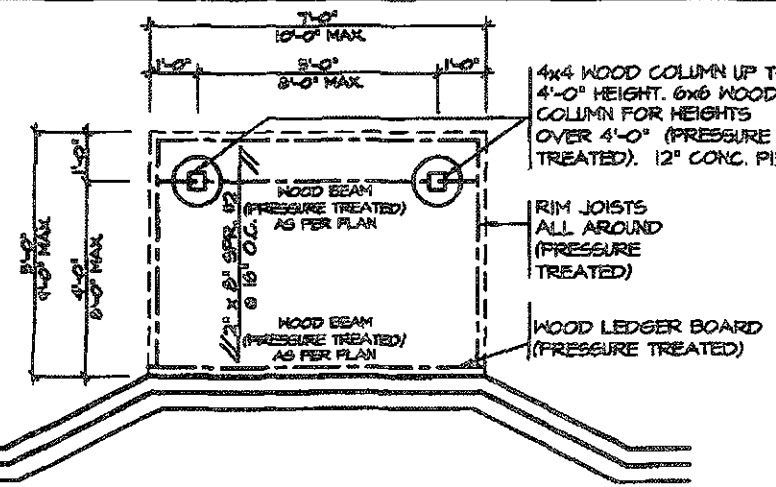 7'-0"
10'-0" MAX.
1'-0" 5'-0" 1'-0"
8'-0" MAX.
4x4 WOOD COLUMN UP T
4'-0" HEIGHT. 6x6 WOOD
COLUMN FOR HEIGHTS
OVER 4'-0" (PRESSURE
TREATED). 12" CONC. PI
1'-0"
WOOD BEAM
(PRESSURE TREATED)
AS PER PLAN
2" x 8" SPR. #2
@ 16" O.C.
RIM JOISTS
ALL AROUND
(PRESSURE
TREATED)
5'-0"
9'-0" MAX.
4'-0"
8'-0" MAX.
WOOD BEAM
(PRESSURE TREATED)
AS PER PLAN
WOOD LEDGER BOARD
(PRESSURE TREATED)